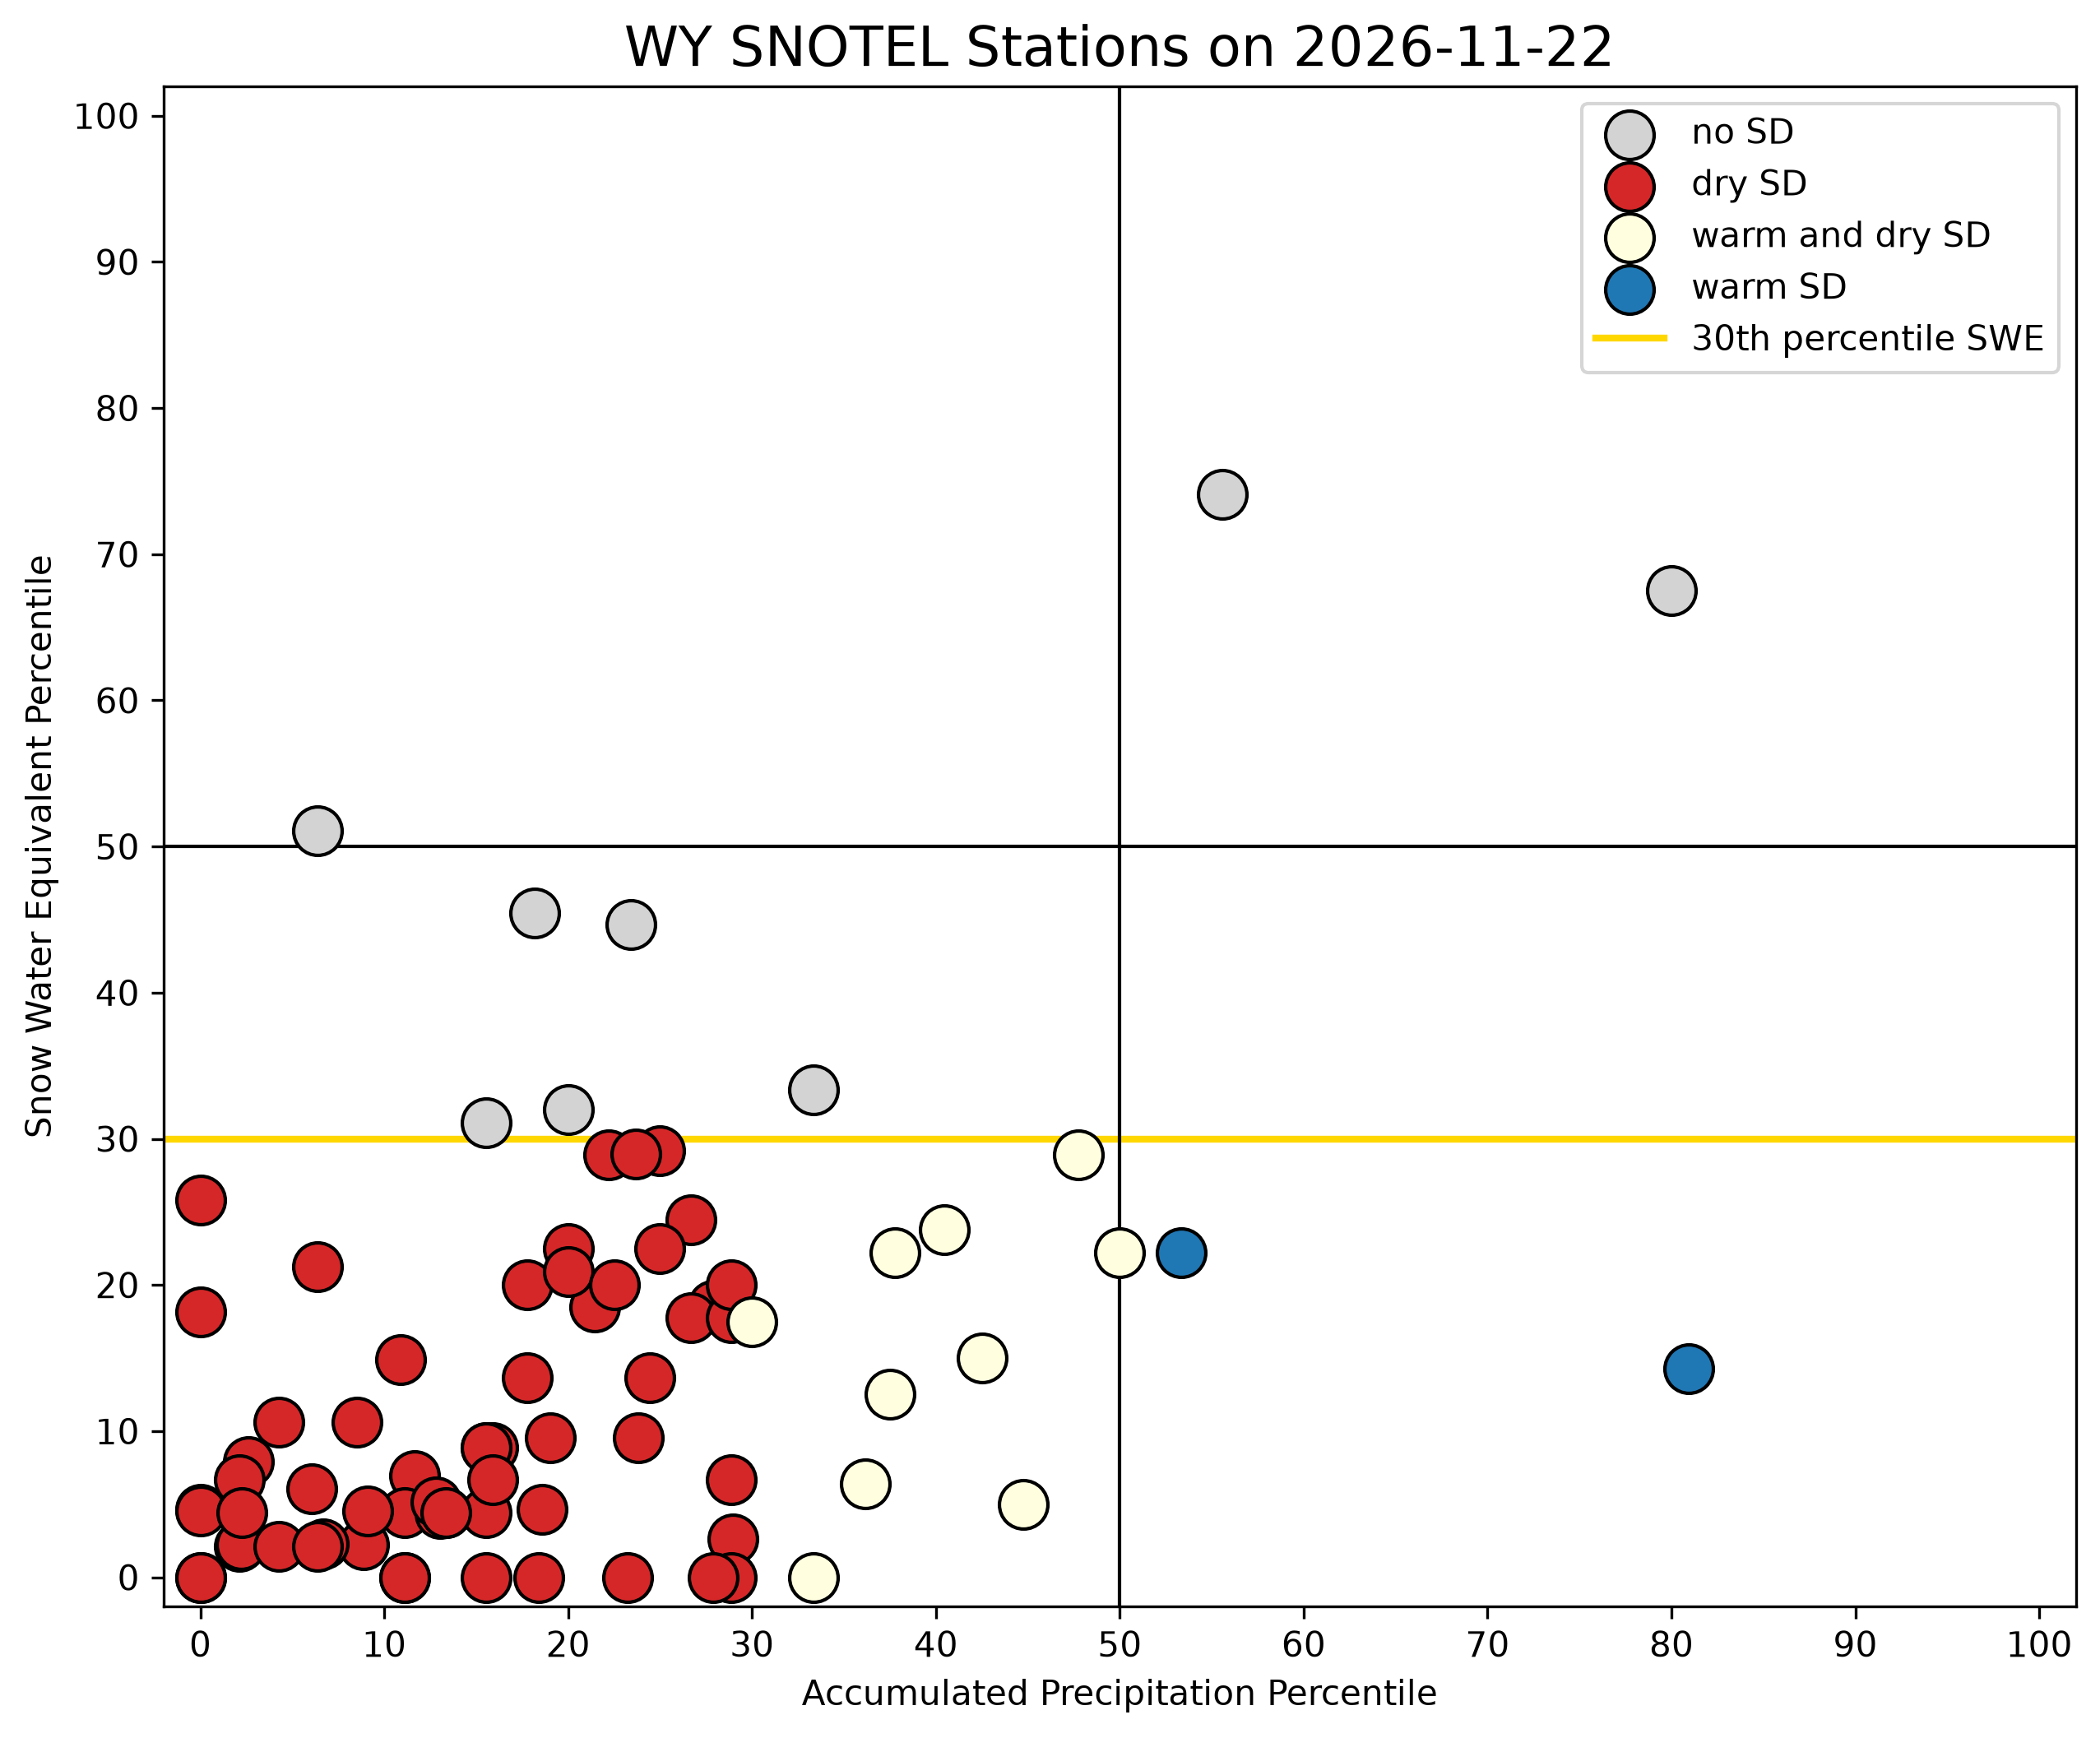 WY SNOTEL Stations on 2026-11-22
no SD
dry SD
warm and dry SD
warm SD
30th percentile SWE
Snow Water Equivalent Percentile
100
90
80
70
60
50
40
30
20
10
0
0 10 20 30 40 50 60 70 80 90 100
Accumulated Precipitation Percentile